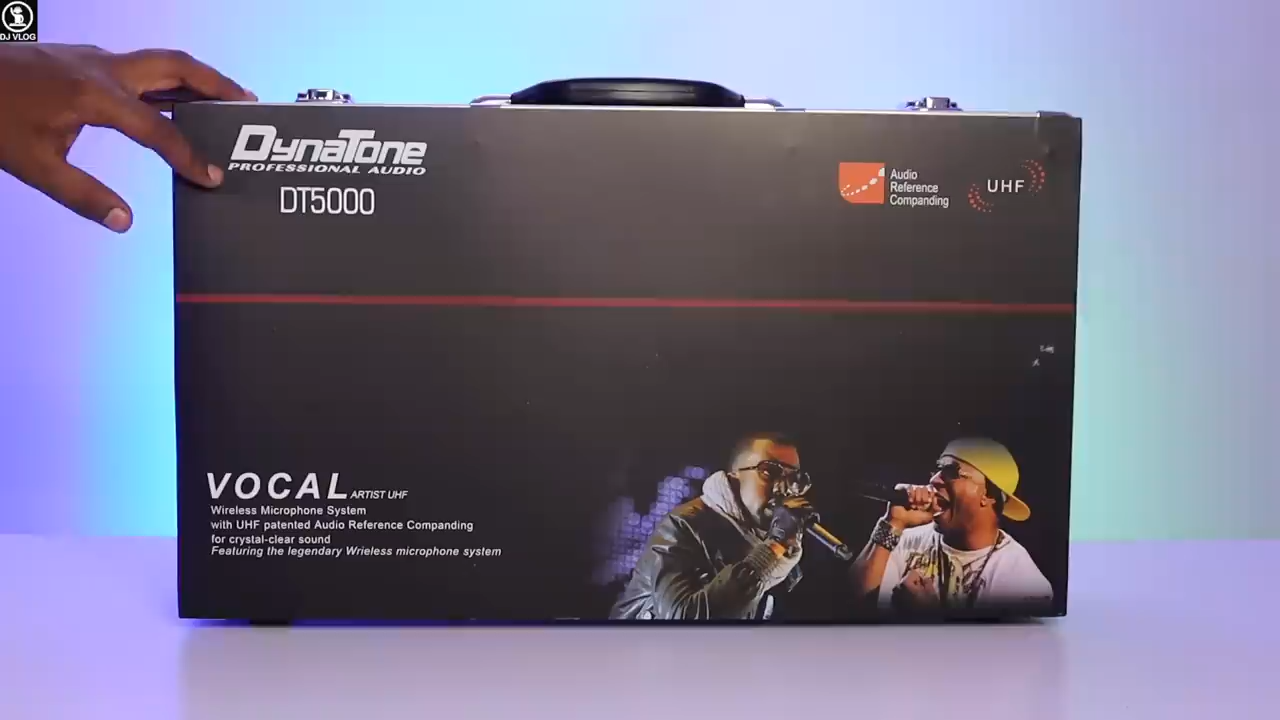 DJ VLOG
DynaTone
PROFESSIONAL AUDIO
DT5000
Audio
Reference
Companding
UHF
VOCAL ARTIST UHF
Wireless Microphone System
with UHF patented Audio Reference Companding
for crystal-clear sound
Featuring the legendary Wrieless microphone system